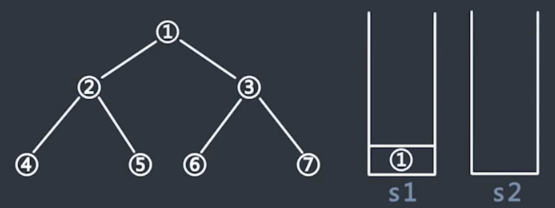 ①
② ③
④ ⑤ ⑥ ⑦
①
s1 s2